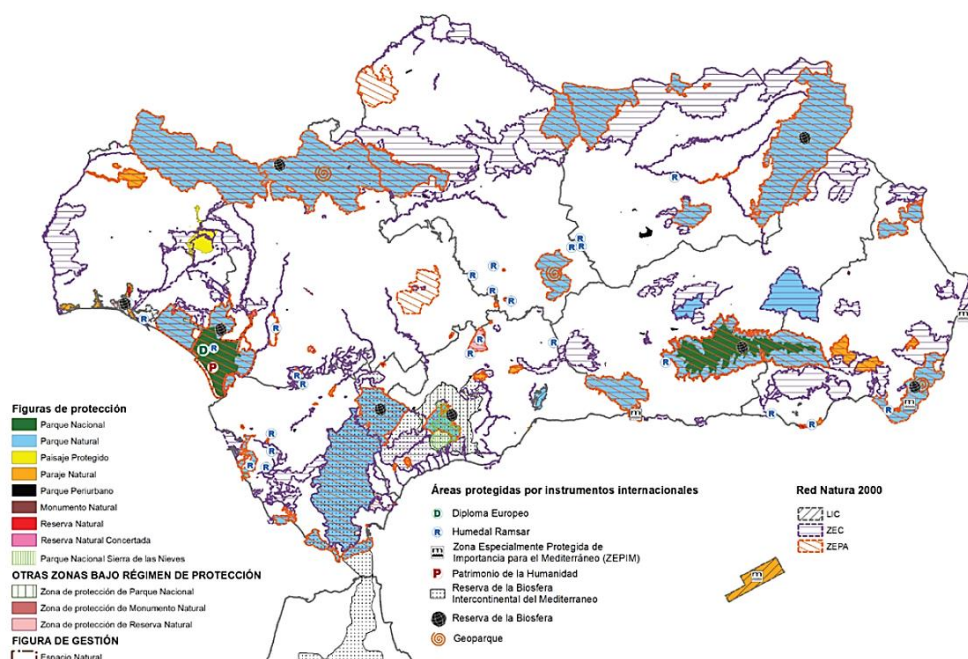 Figuras de protección
Parque Nacional
Parque Natural
Paisaje Protegido
Paraje Natural
Parque Periurbano
Monumento Natural
Reserva Natural
Reserva Natural Concertada
Parque Nacional Sierra de las Nieves
OTRAS ZONAS BAJO RÉGIMEN DE PROTECCIÓN
Zona de protección de Parque Nacional
Zona de protección de Monumento Natural
Zona de protección de Reserva Natural
FIGURA DE GESTIÓN
Espacio Natural
Áreas protegidas por instrumentos internacionales
D Diploma Europeo
R Humedal Ramsar
Zona Especialmente Protegida de
Importancia para el Mediterráneo (ZEPIM)
P Patrimonio de la Humanidad
Reserva de la Biosfera
Intercontinental del Mediterraneo
Reserva de la Biosfera
Geoparque
Red Natura 2000
LIC
ZEC
ZEPA